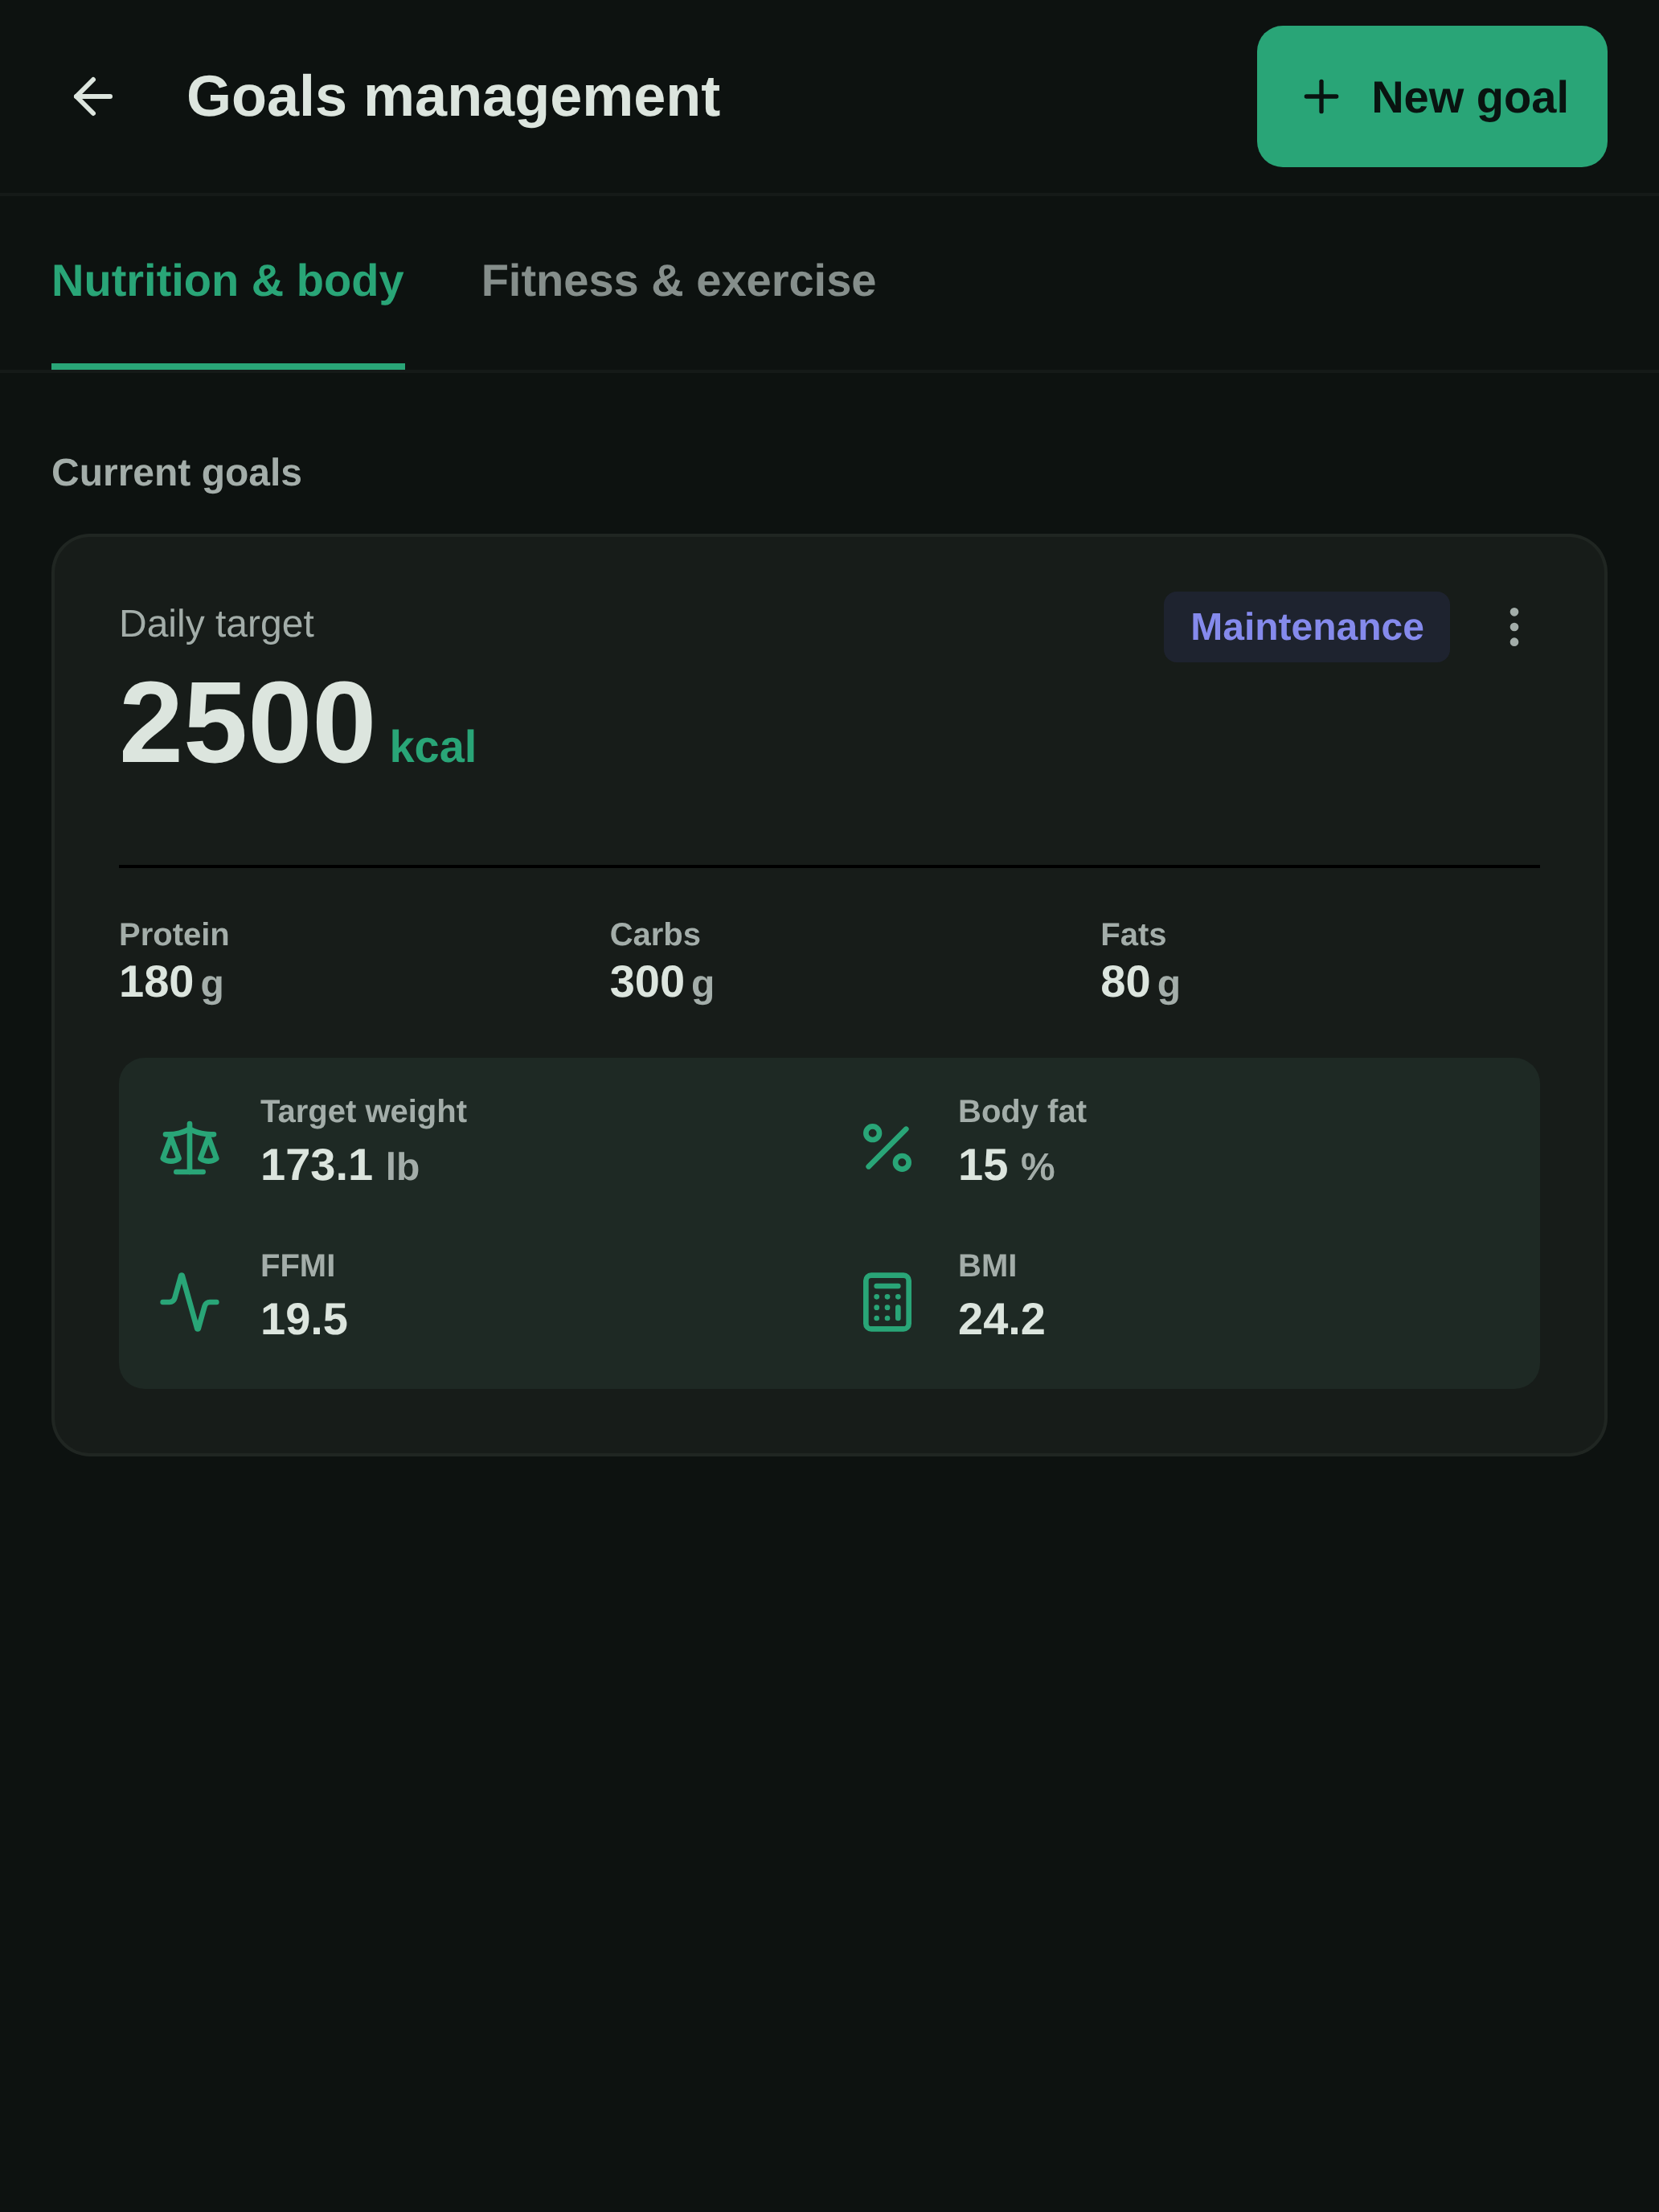 Goals management
New goal
Nutrition & body
Fitness & exercise
Current goals
Daily target
Maintenance
2500 kcal
Protein
Carbs
Fats
180 g
300 g
80 g
Target weight
Body fat
173.1 lb
15 %
FFMI
BMI
19.5
24.2